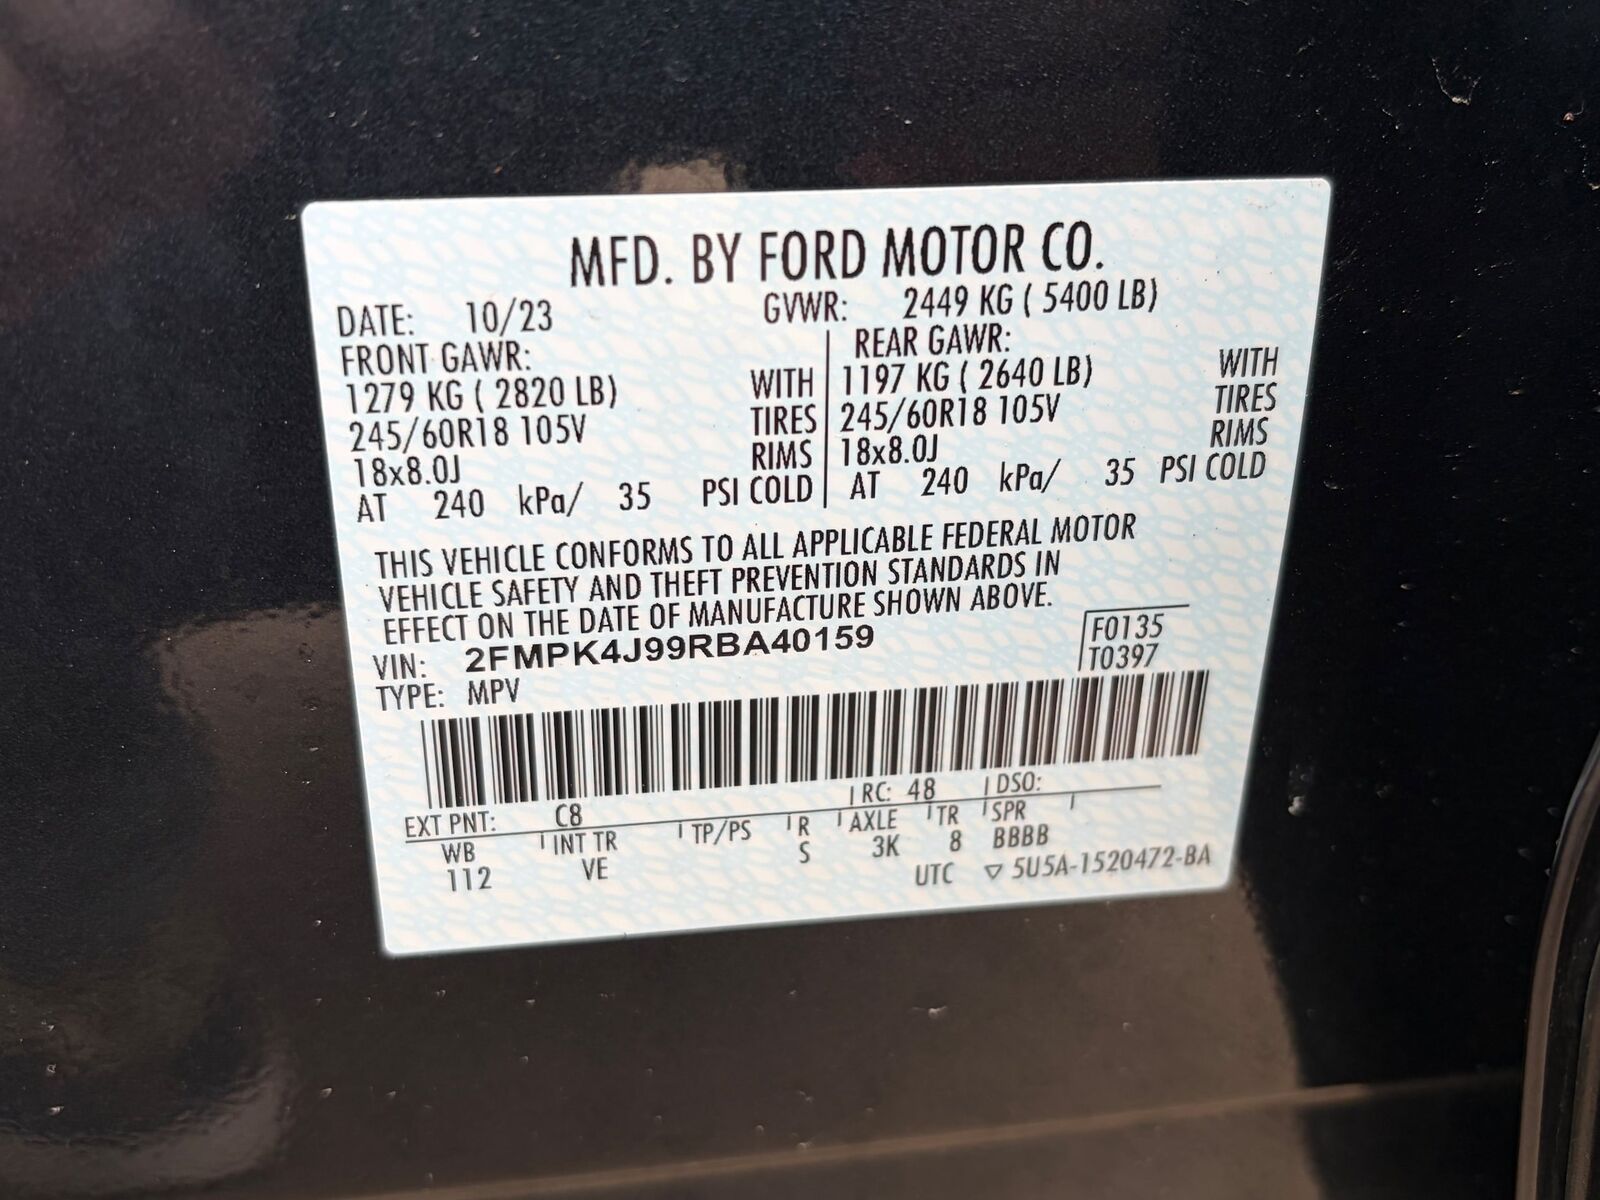 MFD. BY FORD MOTOR CO.
DATE: 10/23 GVWR: 2449 KG ( 5400 LB)
FRONT GAWR: REAR GAWR:
1279 KG ( 2820 LB) WITH 1197 KG ( 2640 LB) WITH
245/60R18 105V TIRES 245/60R18 105V TIRES
18x8.0J RIMS 18x8.0J RIMS
AT 240 kPa/ 35 PSI COLD AT 240 kPa/ 35 PSI COLD
THIS VEHICLE CONFORMS TO ALL APPLICABLE FEDERAL MOTOR
VEHICLE SAFETY AND THEFT PREVENTION STANDARDS IN
EFFECT ON THE DATE OF MANUFACTURE SHOWN ABOVE.
VIN: 2FMPK4J99RBA40159 F0135
TYPE: MPV T0397
EXT PNT: C8 RC: 48 DSO:
WB INT TR TP/PS R AXLE TR SPR
112 VE S 3K 8 BBBB
UTC ▽ 5U5A-1520472-BA